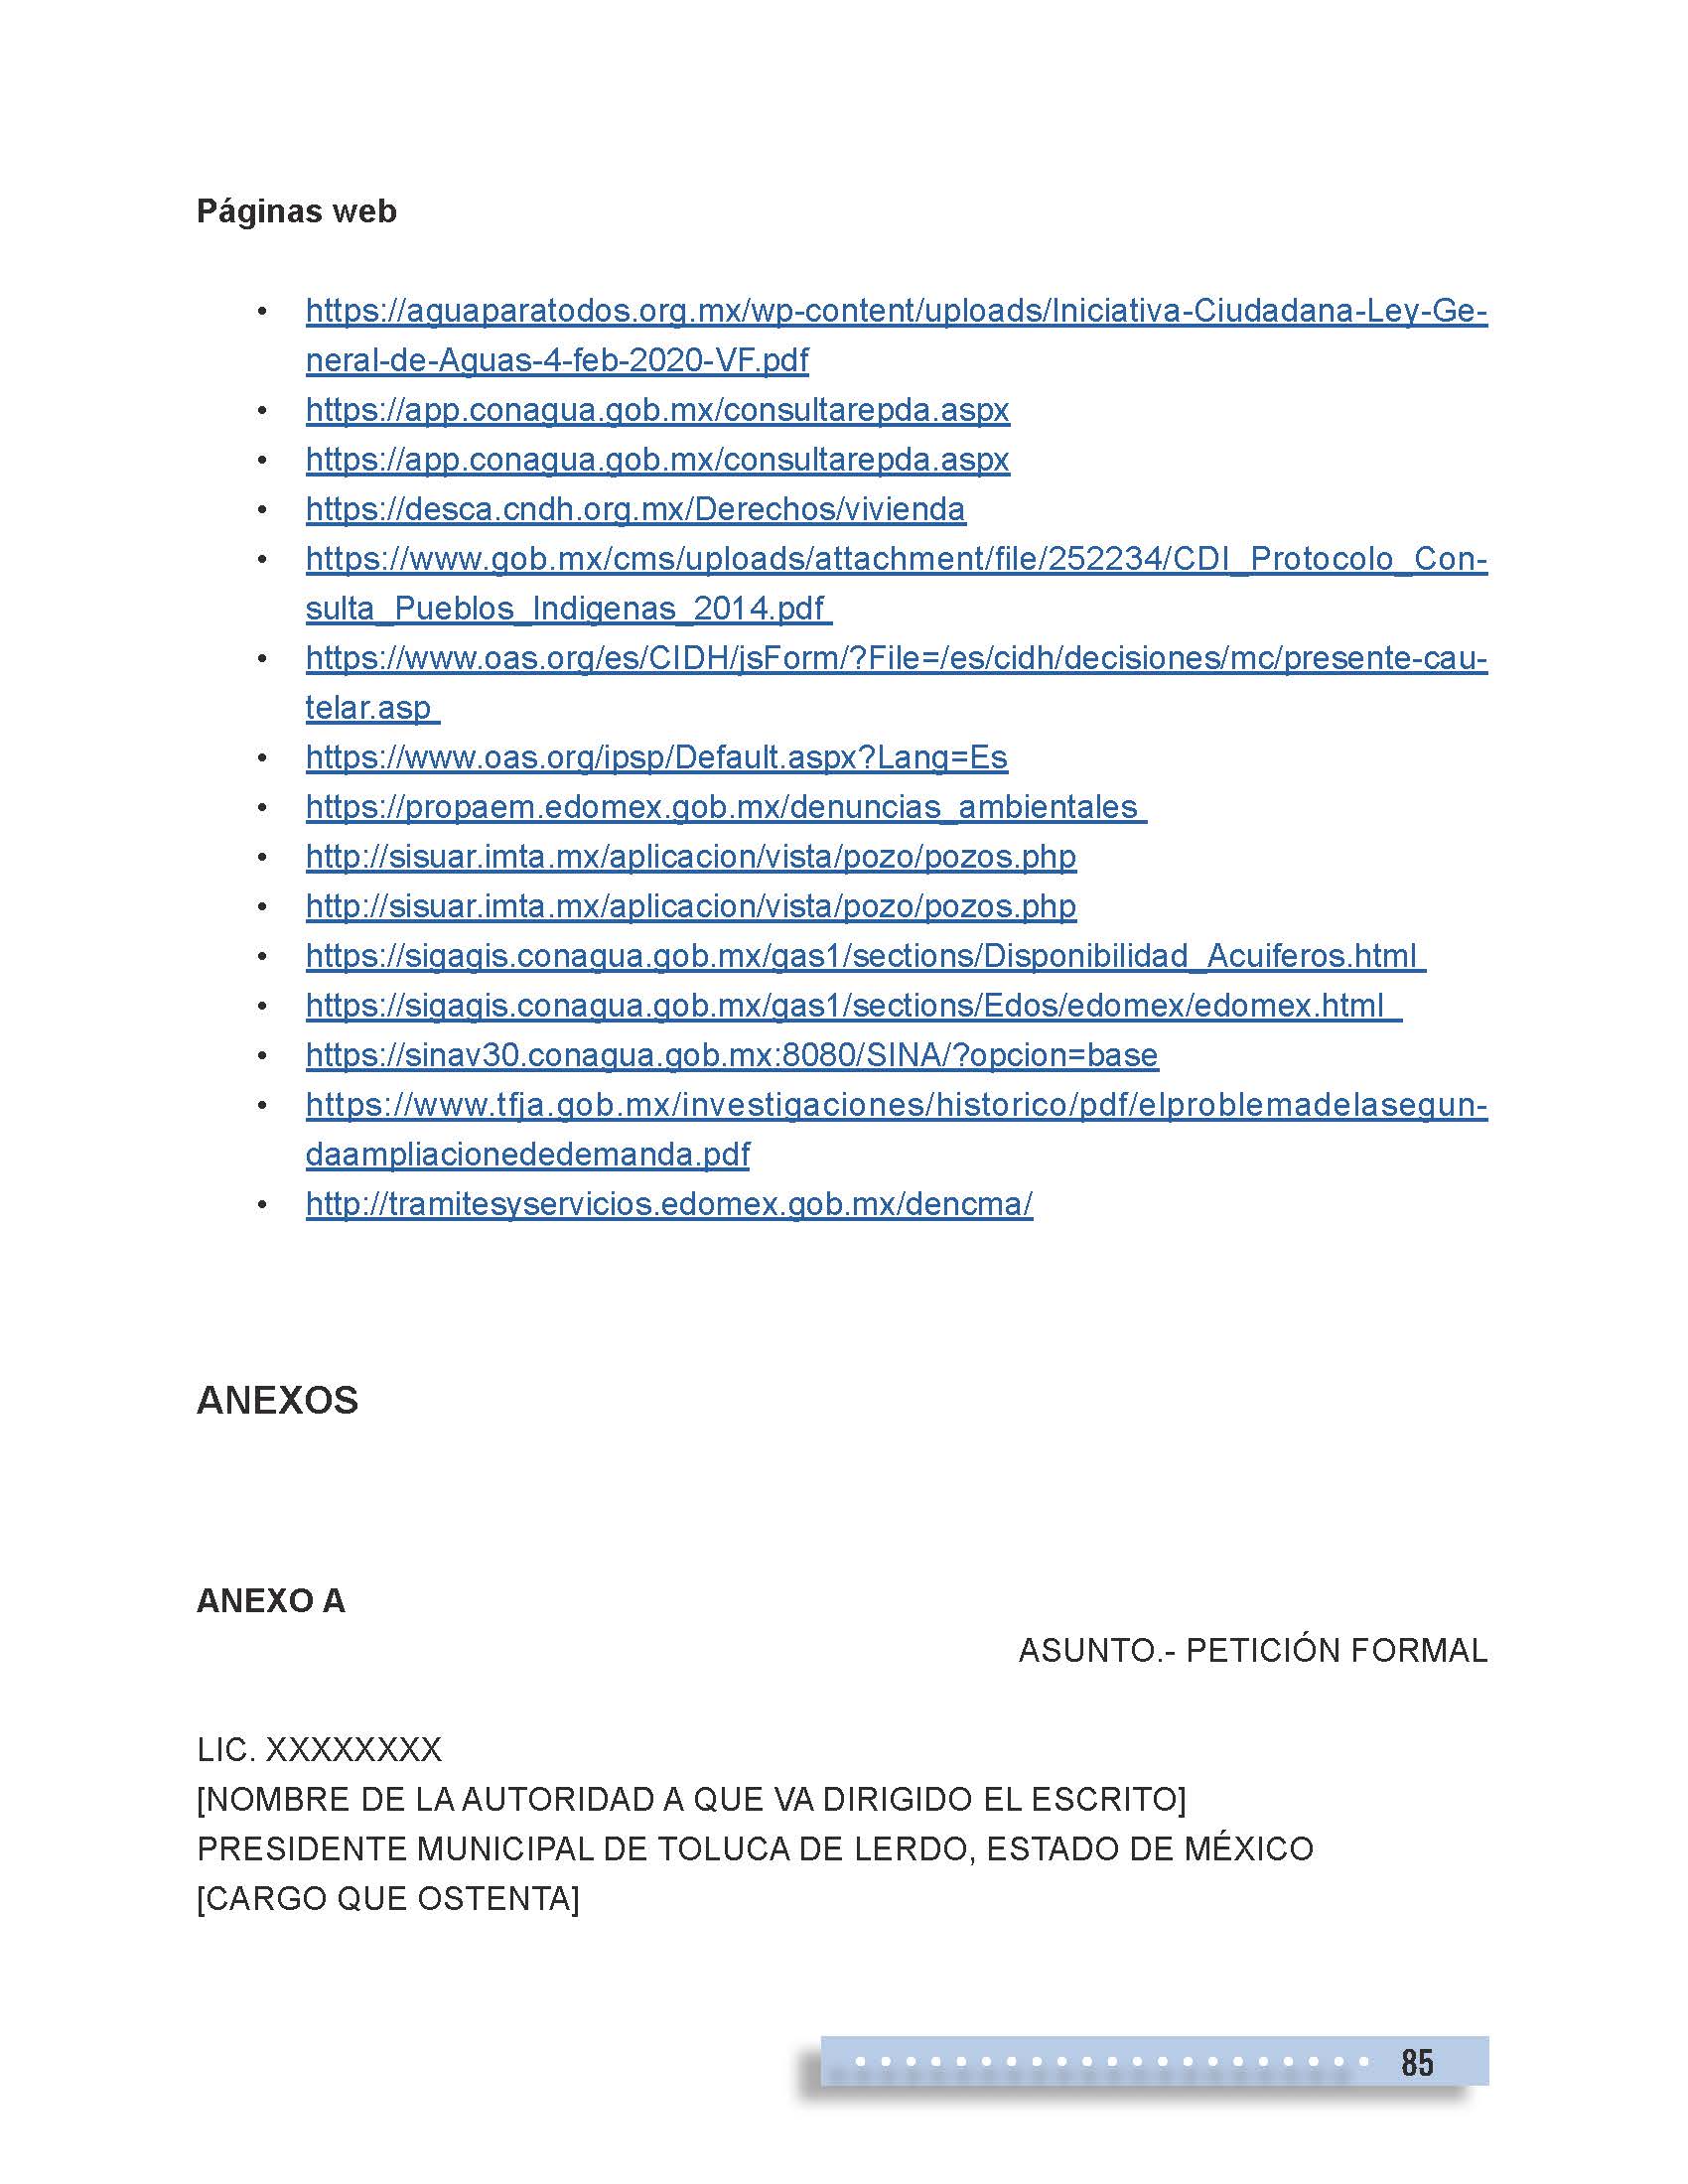 Páginas web
• https://aguaparatodos.org.mx/wp-content/uploads/Iniciativa-Ciudadana-Ley-Ge-
neral-de-Aguas-4-feb-2020-VF.pdf
• https://app.conagua.gob.mx/consultarepda.aspx
• https://app.conagua.gob.mx/consultarepda.aspx
• https://desca.cndh.org.mx/Derechos/vivienda
• https://www.gob.mx/cms/uploads/attachment/file/252234/CDI_Protocolo_Con-
sulta_Pueblos_Indigenas_2014.pdf
• https://www.oas.org/es/CIDH/jsForm/?File=/es/cidh/decisiones/mc/presente-cau-
telar.asp
• https://www.oas.org/ipsp/Default.aspx?Lang=Es
• https://propaem.edomex.gob.mx/denuncias_ambientales
• http://sisuar.imta.mx/aplicacion/vista/pozo/pozos.php
• http://sisuar.imta.mx/aplicacion/vista/pozo/pozos.php
• https://sigagis.conagua.gob.mx/gas1/sections/Disponibilidad_Acuiferos.html
• https://sigagis.conagua.gob.mx/gas1/sections/Edos/edomex/edomex.html
• https://sinav30.conagua.gob.mx:8080/SINA/?opcion=base
• https://www.tfja.gob.mx/investigaciones/historico/pdf/elproblemadelasegun-
daampliacionededemanda.pdf
• http://tramitesyservicios.edomex.gob.mx/dencma/
ANEXOS
ANEXO A
ASUNTO.- PETICIÓN FORMAL
LIC. XXXXXXXX
[NOMBRE DE LA AUTORIDAD A QUE VA DIRIGIDO EL ESCRITO]
PRESIDENTE MUNICIPAL DE TOLUCA DE LERDO, ESTADO DE MÉXICO
[CARGO QUE OSTENTA]
85